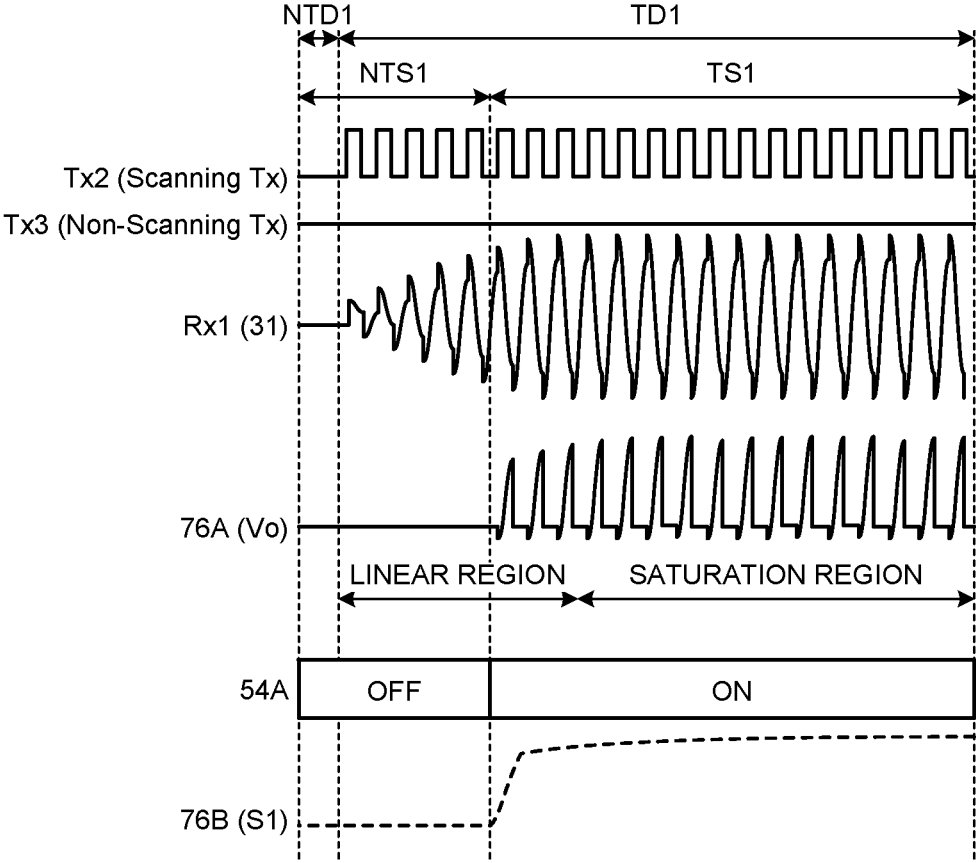 NTD1 TD1
NTS1 TS1
Tx2 (Scanning Tx)
Tx3 (Non-Scanning Tx)
Rx1 (31)
76A (Vo)
LINEAR REGION SATURATION REGION
54A OFF ON
76B (S1)